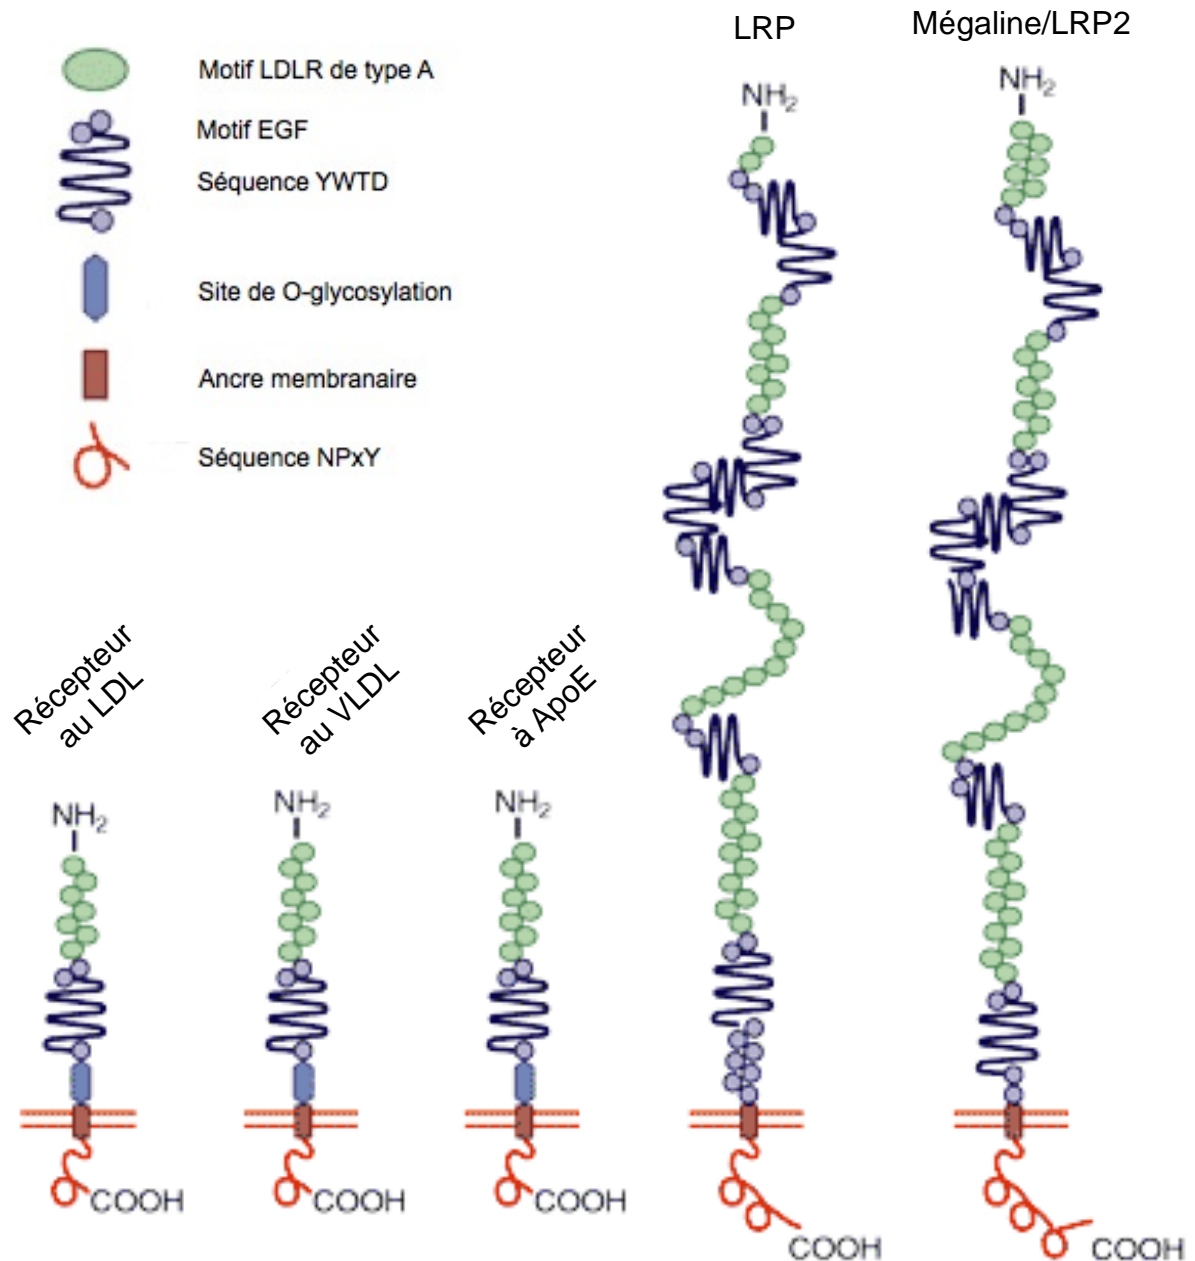 LRP
Mégaline/LRP2
Motif LDLR de type A
Motif EGF
Séquence YWTD
Site de O-glycosylation
Ancre membranaire
Séquence NPxY
NH2
NH2
Récepteur
au LDL
Récepteur
au VLDL
Récepteur
à ApoE
NH2
NH2
NH2
COOH
COOH
COOH
COOH
COOH